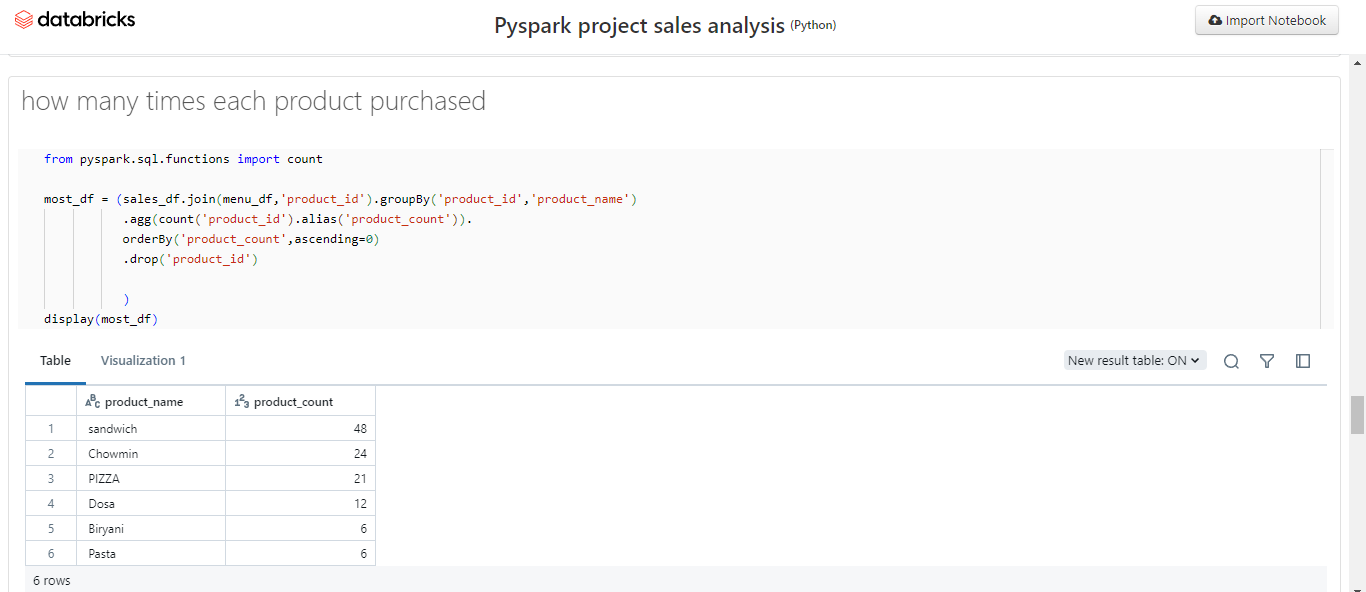 databricks
Pyspark project sales analysis (Python)
Import Notebook
how many times each product purchased
from pyspark.sql.functions import count
most_df = (sales_df.join(menu_df,'product_id').groupBy('product_id','product_name')
.agg(count('product_id').alias('product_count')).
orderBy('product_count',ascending=0)
.drop('product_id')
)
display(most_df)
Table Visualization 1 New result table: ON
ABC product_name 123 product_count
1 sandwich 48
2 Chowmin 24
3 PIZZA 21
4 Dosa 12
5 Biryani 6
6 Pasta 6
6 rows